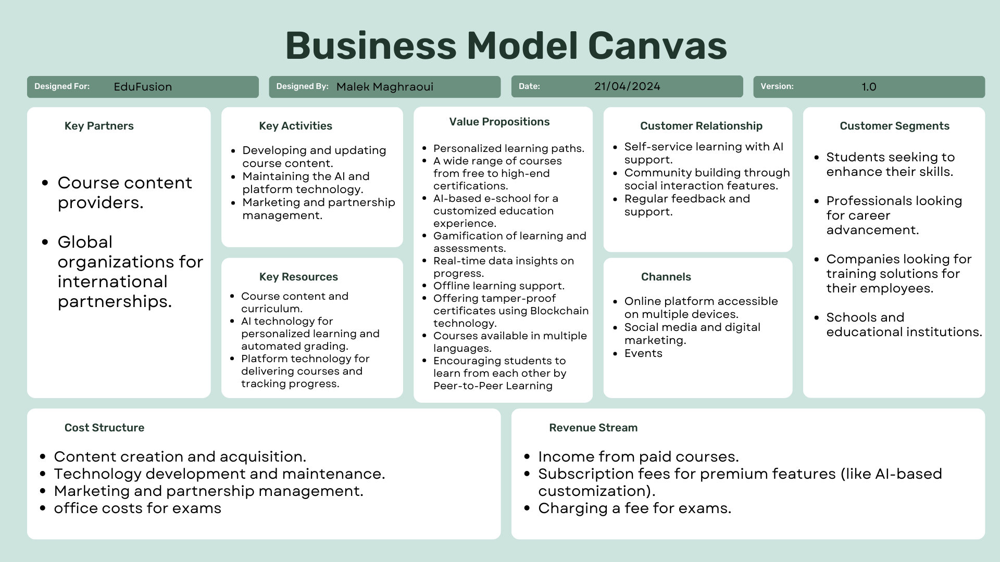 Business Model Canvas
Designed For: EduFusion
Designed By: Malek Maghraoui
Date: 21/04/2024
Version: 1.0
Key Partners
• Course content
providers.
• Global
organizations for
international
partnerships.
Key Activities
• Developing and updating
course content.
• Maintaining the AI and
platform technology.
• Marketing and partnership
management.
Key Resources
• Course content and
curriculum.
• AI technology for
personalized learning and
automated grading.
• Platform technology for
delivering courses and
tracking progress.
Value Propositions
• Personalized learning paths.
• A wide range of courses
from free to high-end
certifications.
• AI-based e-school for a
customized education
experience.
• Gamification of learning and
assessments.
• Real-time data insights on
progress.
• Offline learning support.
• Offering tamper-proof
certificates using Blockchain
technology.
• Courses available in multiple
languages.
• Encouraging students to
learn from each other by
Peer-to-Peer Learning
Customer Relationship
• Self-service learning with AI
support.
• Community building through
social interaction features.
• Regular feedback and
support.
Channels
• Online platform accessible
on multiple devices.
• Social media and digital
marketing.
• Events
Customer Segments
• Students seeking to
enhance their skills.
• Professionals looking
for career
advancement.
• Companies looking for
training solutions for
their employees.
• Schools and
educational institutions.
Cost Structure
• Content creation and acquisition.
• Technology development and maintenance.
• Marketing and partnership management.
• office costs for exams
Revenue Stream
• Income from paid courses.
• Subscription fees for premium features (like AI-based
customization).
• Charging a fee for exams.